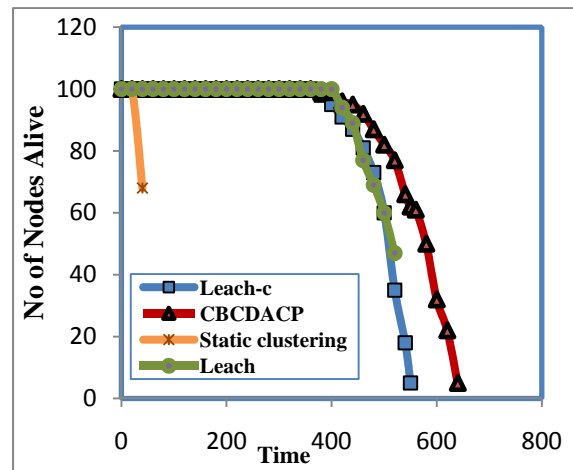 120
100
80
60
40
20
0
No of Nodes Alive
Leach-c
CBCDACP
Static clustering
Leach
0
200
400
600
800
Time